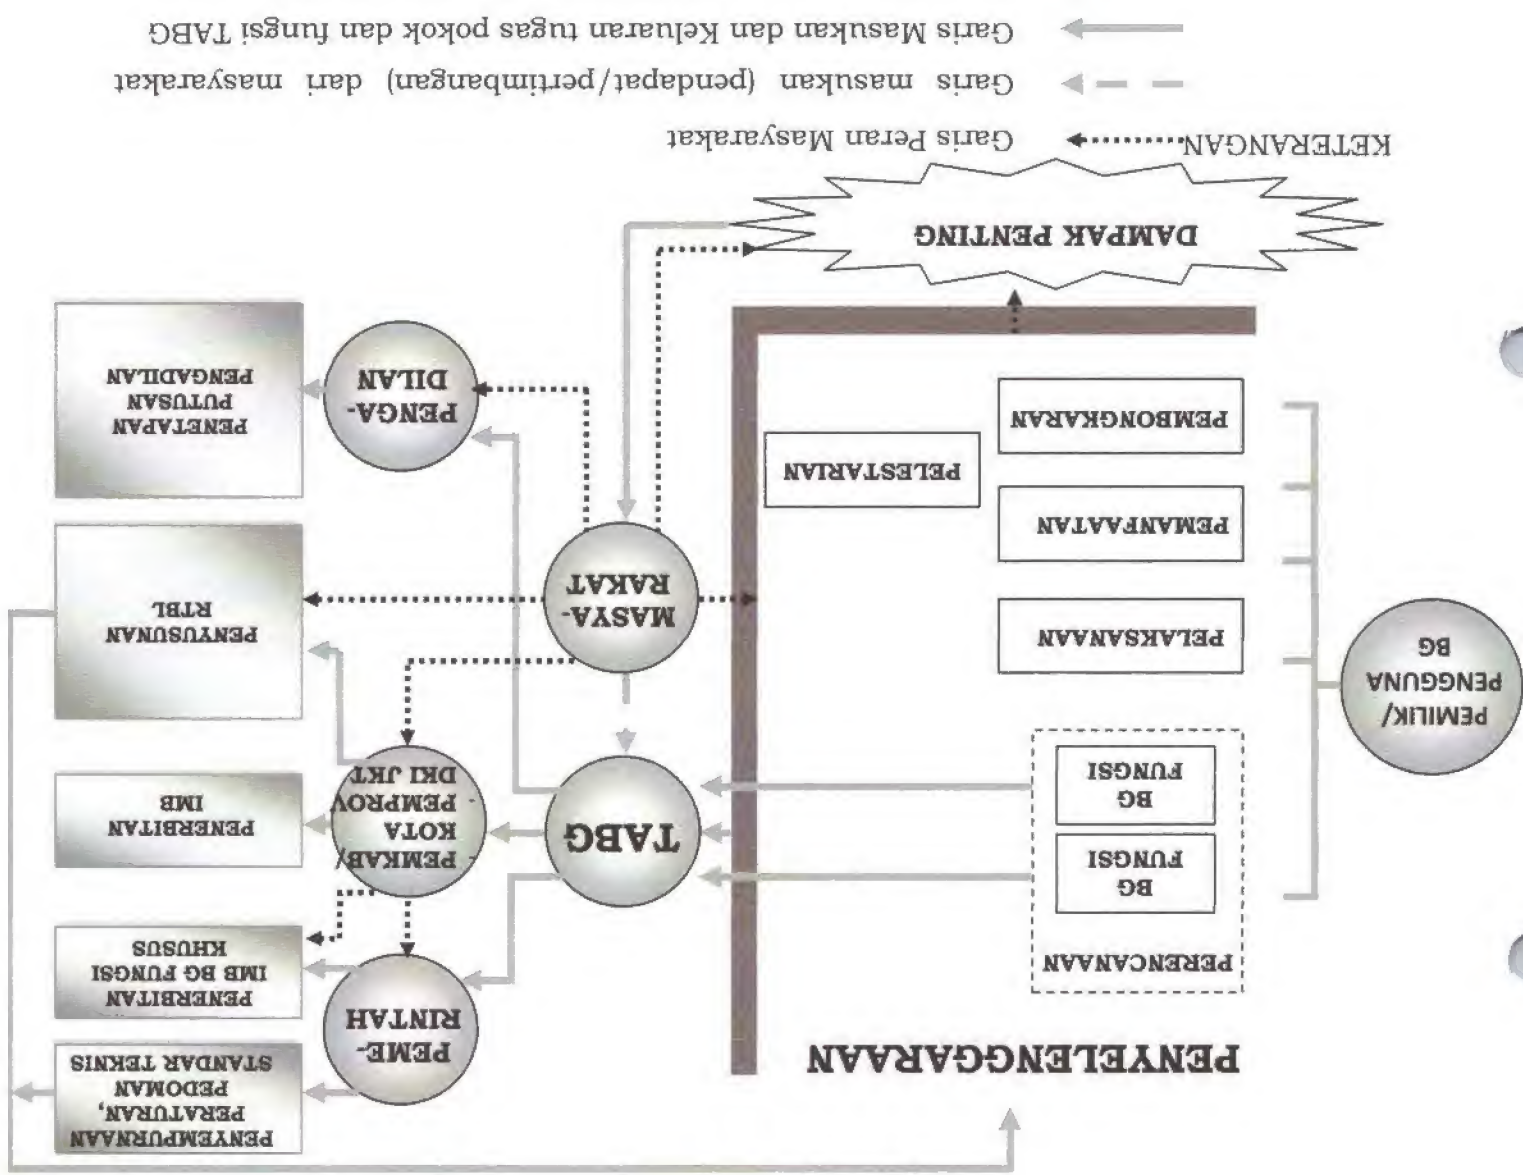 PENYELENGGARAAN
PEMILIK/
PENGGUNA
BG
PERENCANAAN
BG
FUNGSI
BG
FUNGSI
PELAKSANAAN
PEMANFAATAN
PEMBONGKARAN
PELESTARIAN
TABG
MASYA-
RAKAT
PEME-
RINTAH
PEMKAB/
KOTA
PEMPROV
DKI JKT
PENGA-
DILAN
PENYEMPURNAAN
PERATURAN,
PEDOMAN
STANDAR TEKNIS
PENERBITAN
IMB BG FUNGSI
KHUSUS
PENERBITAN
IMB
PENYUSUNAN
RTBL
PENETAPAN
PUTUSAN
PENGADILAN
DAMPAK PENTING
KETERANGAN
Garis Peran Masyarakat
Garis masukan (pendapat/pertimbangan) dari masyarakat
Garis Masukan dan Keluaran tugas pokok dan fungsi TABG